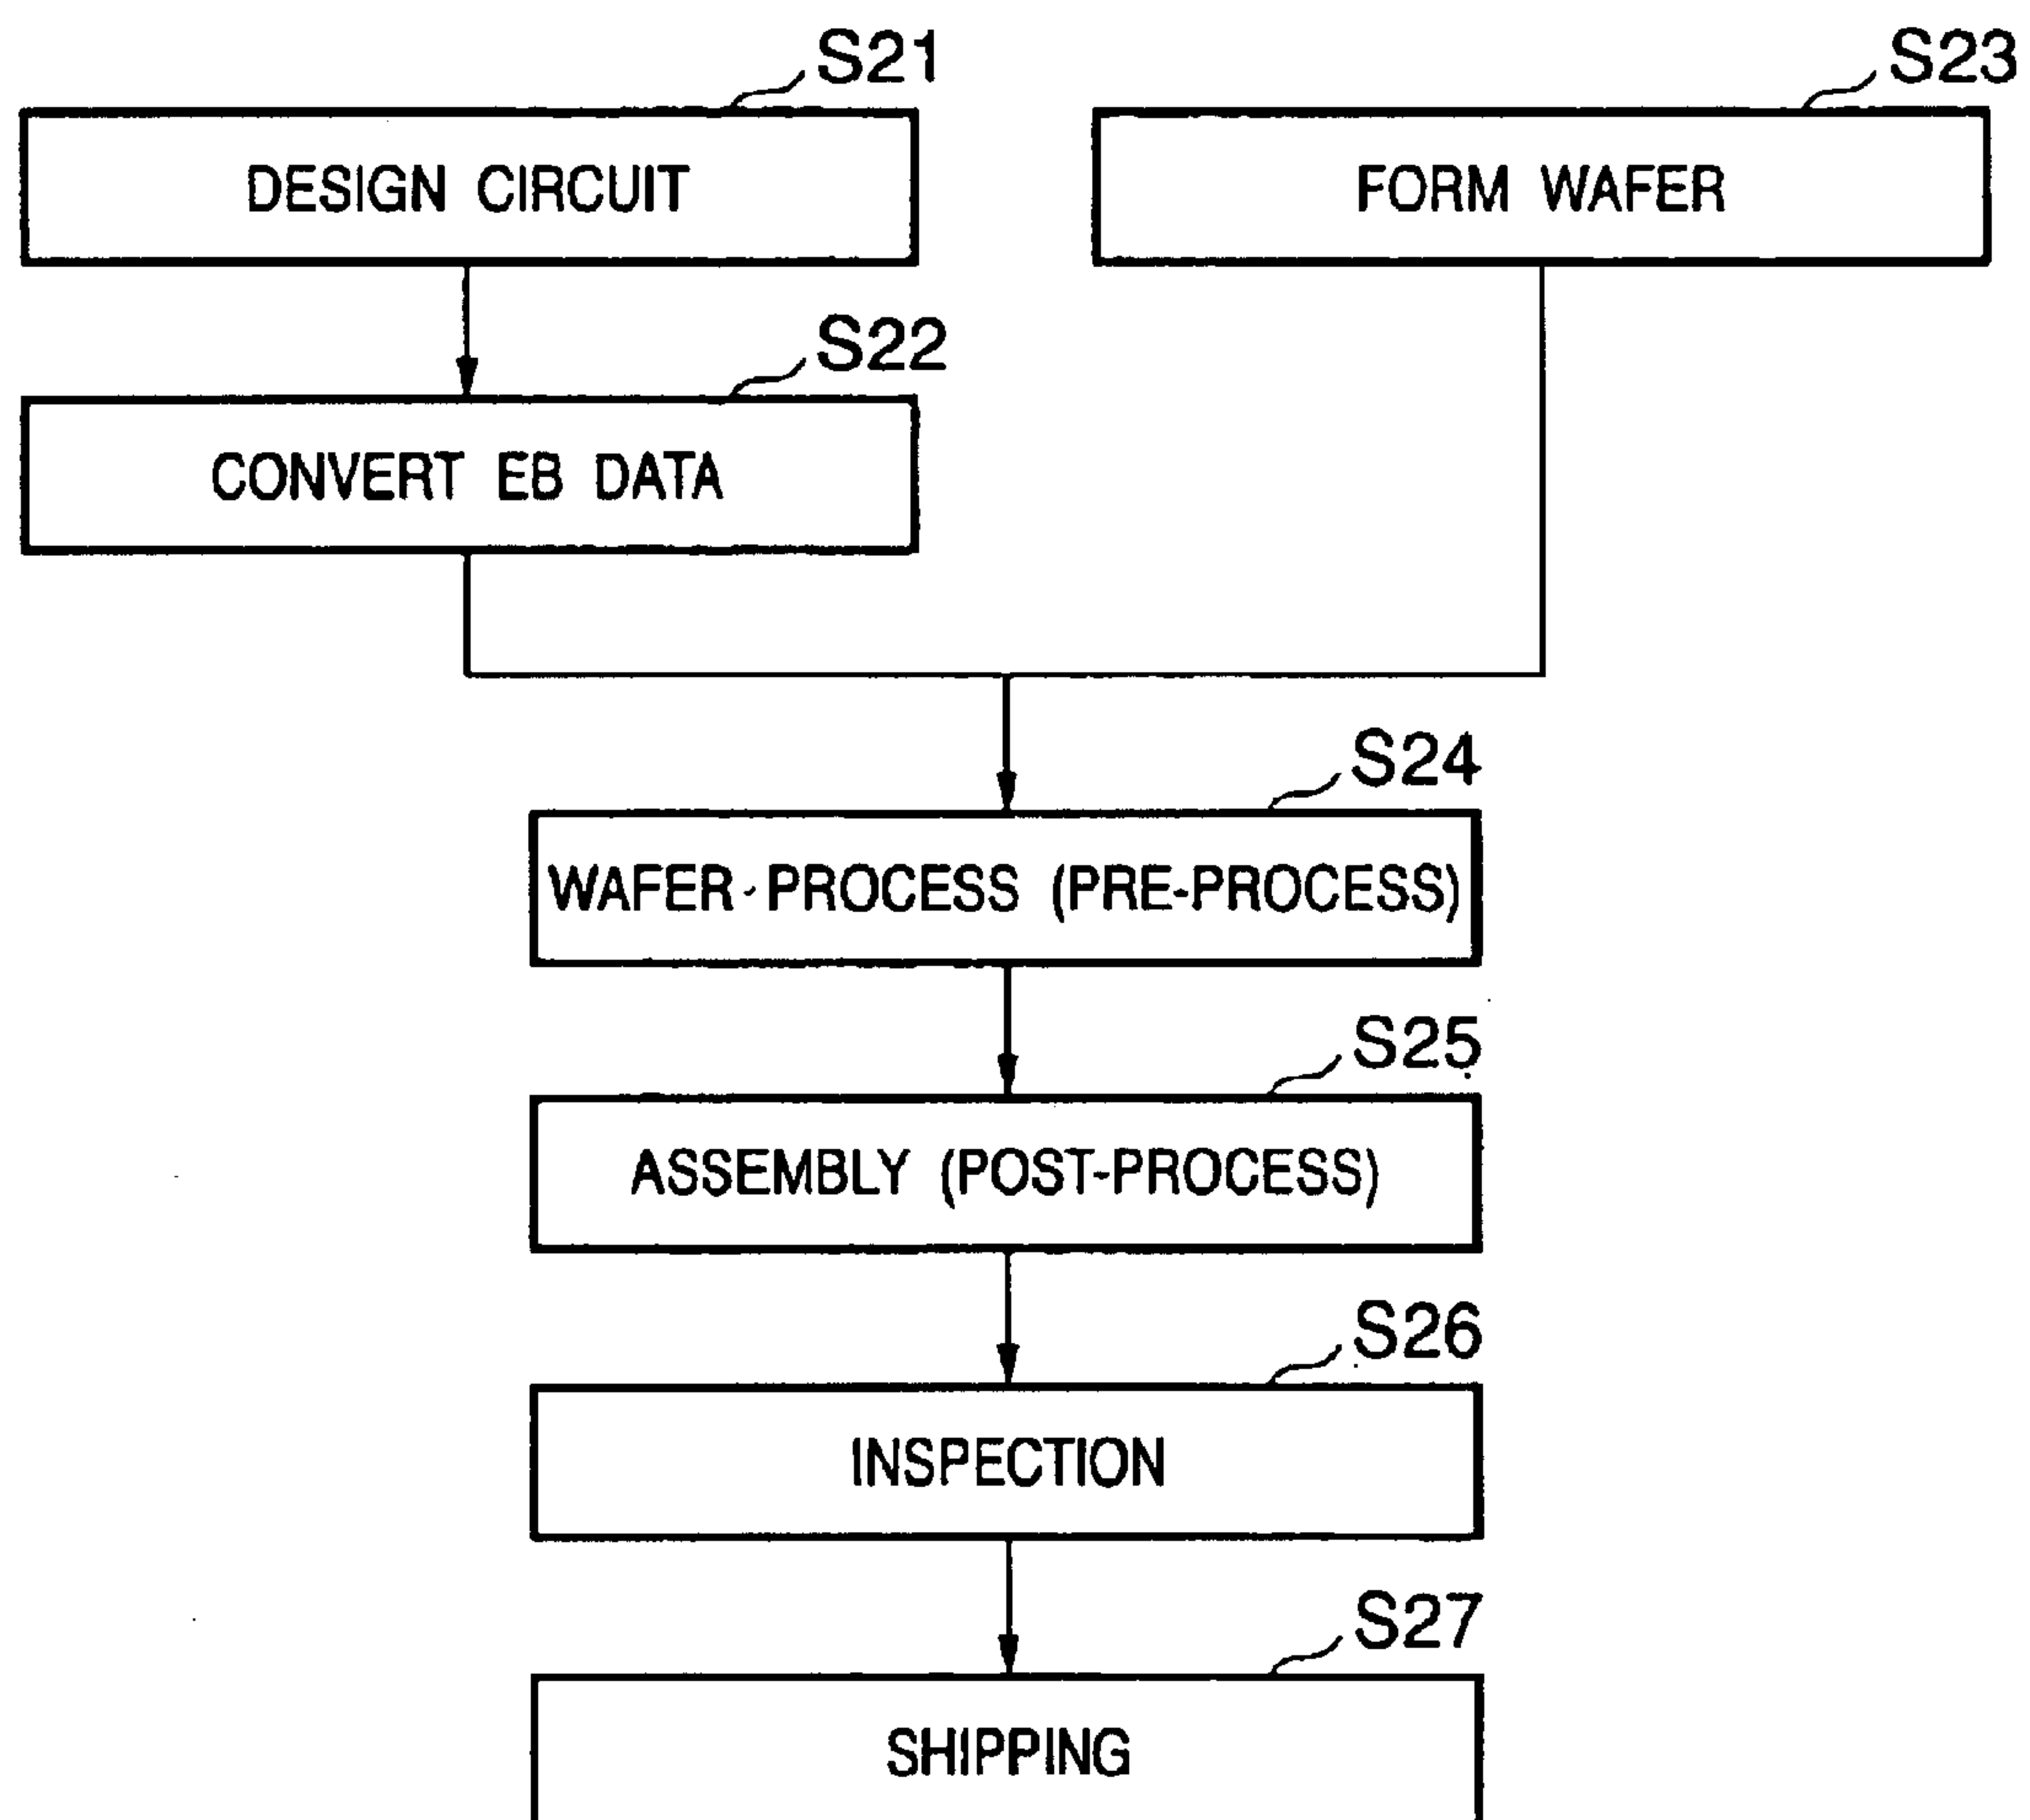 S21
DESIGN CIRCUIT
S23
FORM WAFER
S22
CONVERT EB DATA
S24
WAFER PROCESS (PRE-PROCESS)
S25
ASSEMBLY (POST-PROCESS)
S26
INSPECTION
S27
SHIPPING